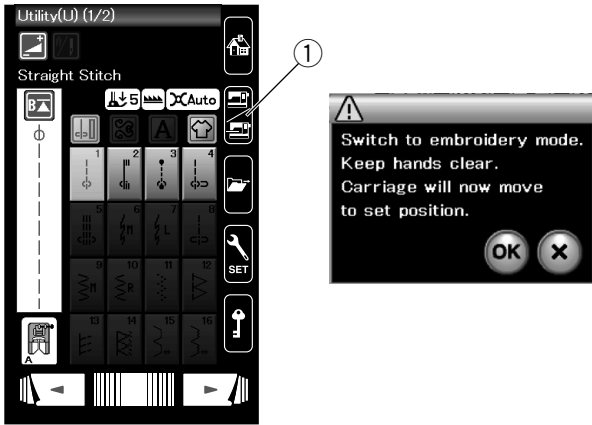 Utility(U) (1/2)
Straight Stitch
B
5
Auto
A
1
2
3
4
5
6
7
8
M
L
9
10
11
12
M
R
13
14
15
16
A
SET
①
Switch to embroidery mode.
Keep hands clear.
Carriage will now move
to set position.
OK